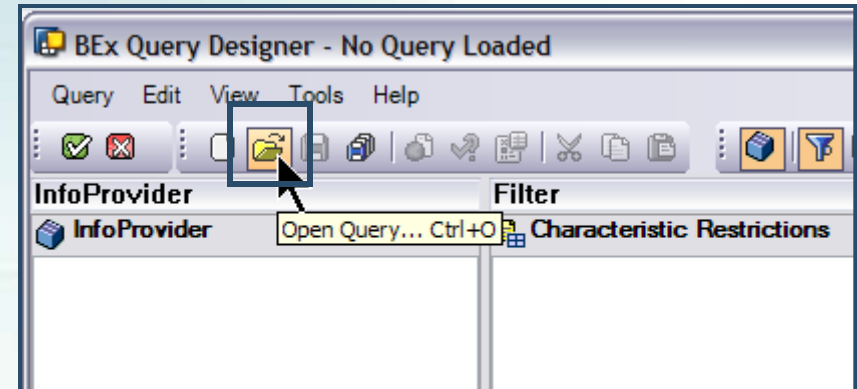 BEx Query Designer - No Query Loaded
Query Edit View Tools Help
InfoProvider Filter
InfoProvider Open Query... Ctrl+O Characteristic Restrictions